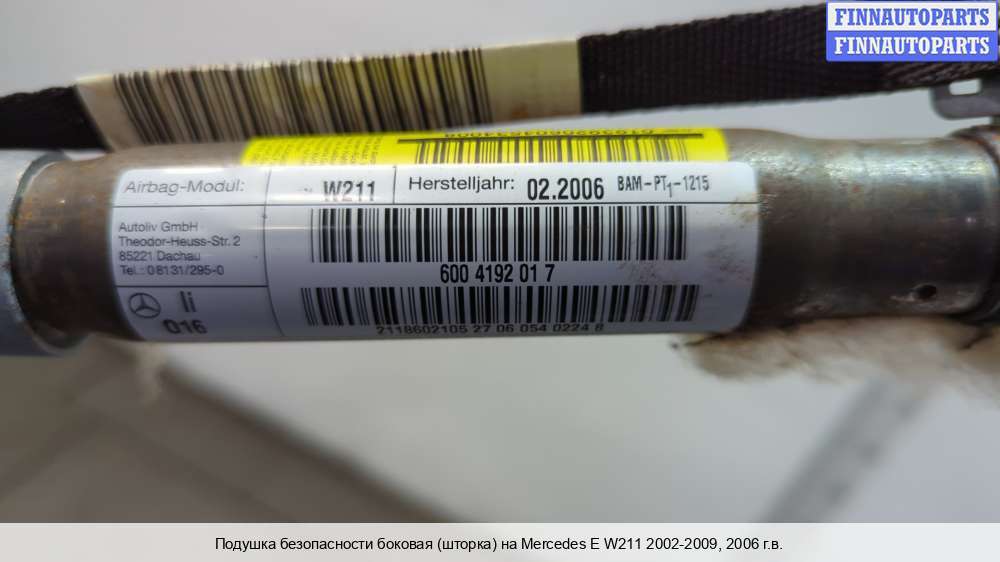 FINNAUTOPARTS
FINNAUTOPARTS
Airbag-Modul:
W211
Herstelljahr: 02.2006 BAM-PT1-1215
Autoliv GmbH
Theodor-Heuss-Str. 2
85221 Dachau
Tel.: 08131/295-0
600 4192 01 7
li
016
2118602105 27 06 054 0224 8
Подушка безопасности боковая (шторка) на Mercedes E W211 2002-2009, 2006 г.в.